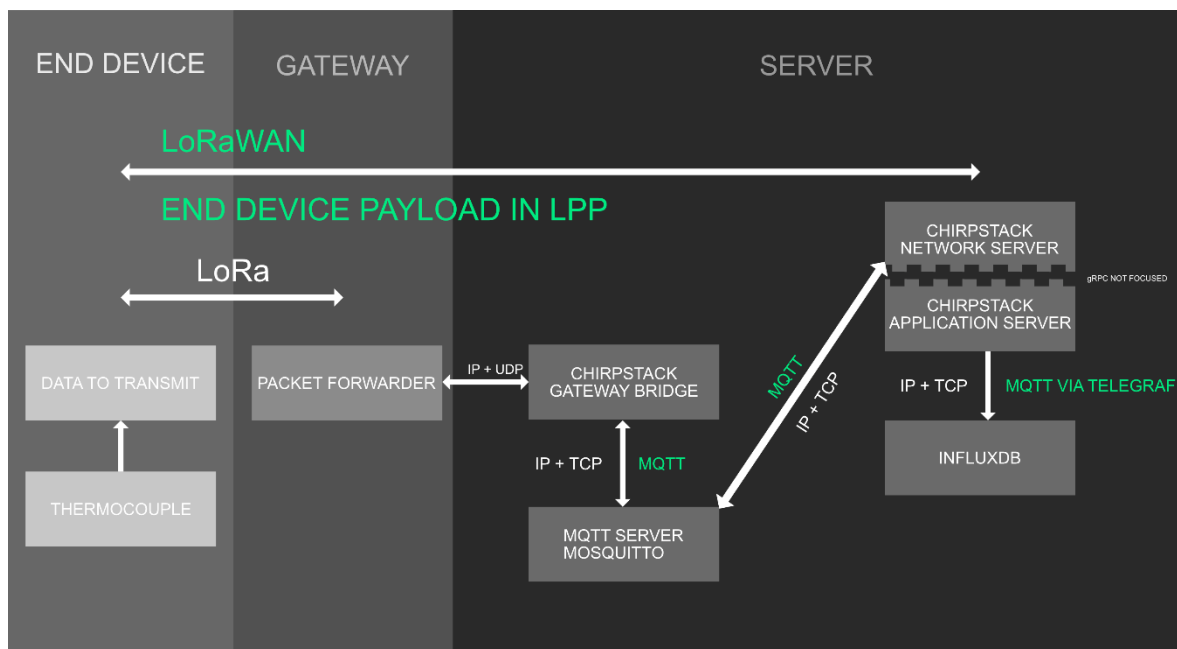 END DEVICE
GATEWAY
SERVER
LoRaWAN
END DEVICE PAYLOAD IN LPP
LoRa
CHIRPSTACK
NETWORK SERVER
gRPC NOT FOCUSED
CHIRPSTACK
APPLICATION SERVER
DATA TO TRANSMIT
PACKET FORWARDER
IP + UDP
CHIRPSTACK
GATEWAY BRIDGE
MQTT
IP + TCP
IP + TCP
MQTT VIA TELEGRAF
THERMOCOUPLE
IP + TCP
MQTT
INFLUXDB
MQTT SERVER
MOSQUITTO